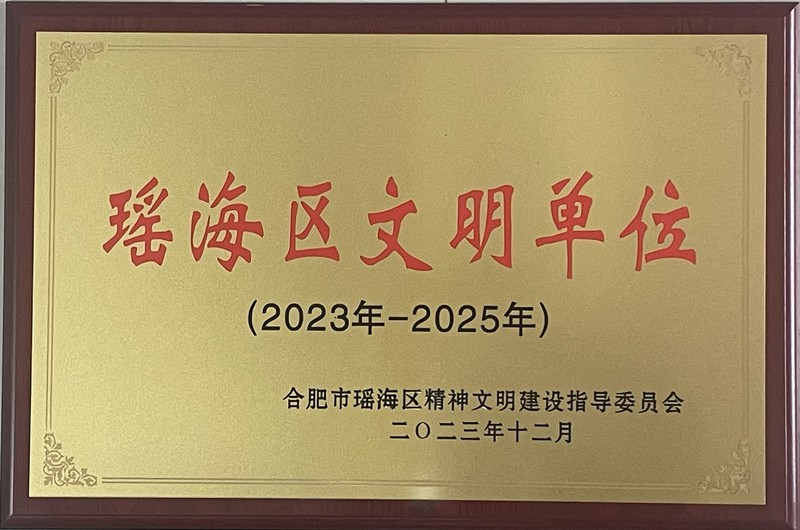 瑶海区文明单位
(2023年-2025年)
合肥市瑶海区精神文明建设指导委员会
二〇二三年十二月